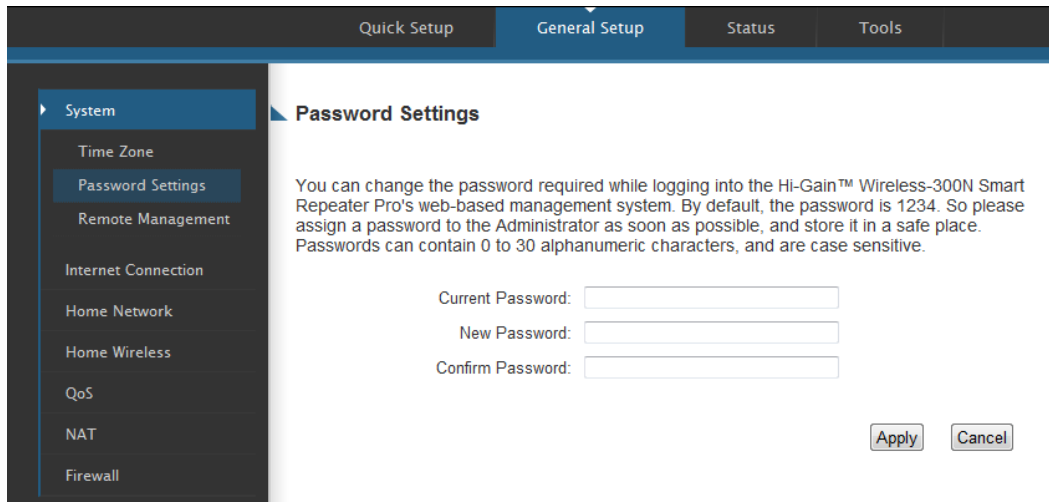 Quick Setup
General Setup
Status
Tools
System
Time Zone
Password Settings
Remote Management
Internet Connection
Home Network
Home Wireless
QoS
NAT
Firewall
Password Settings
You can change the password required while logging into the Hi-Gain™ Wireless-300N Smart
Repeater Pro's web-based management system. By default, the password is 1234. So please
assign a password to the Administrator as soon as possible, and store it in a safe place.
Passwords can contain 0 to 30 alphanumeric characters, and are case sensitive.
Current Password:
New Password:
Confirm Password:
Apply
Cancel